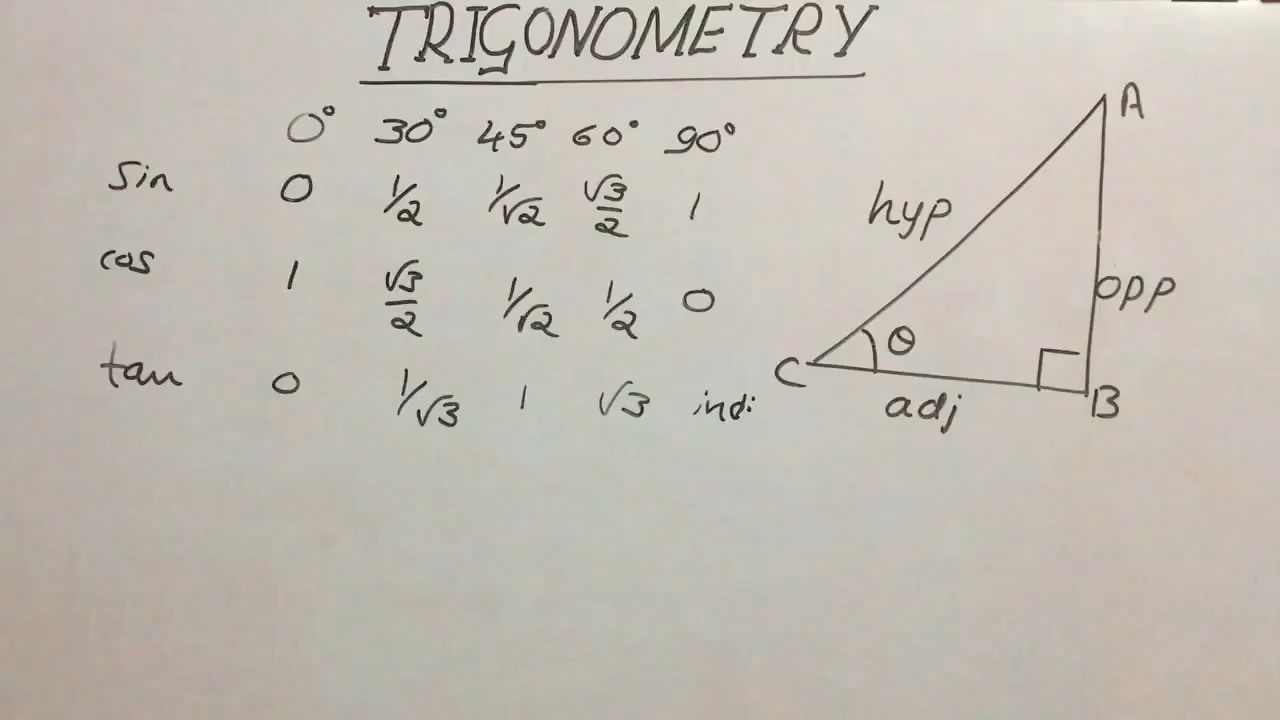 TRIGONOMETRY
0° 30° 45° 60° 90°
sin 0 1/2 1/√2 √3/2 1
cos 1 √3/2 1/√2 1/2 0
tan 0 1/√3 1 √3 indi
A
hyp
opp
θ
C
adj
B